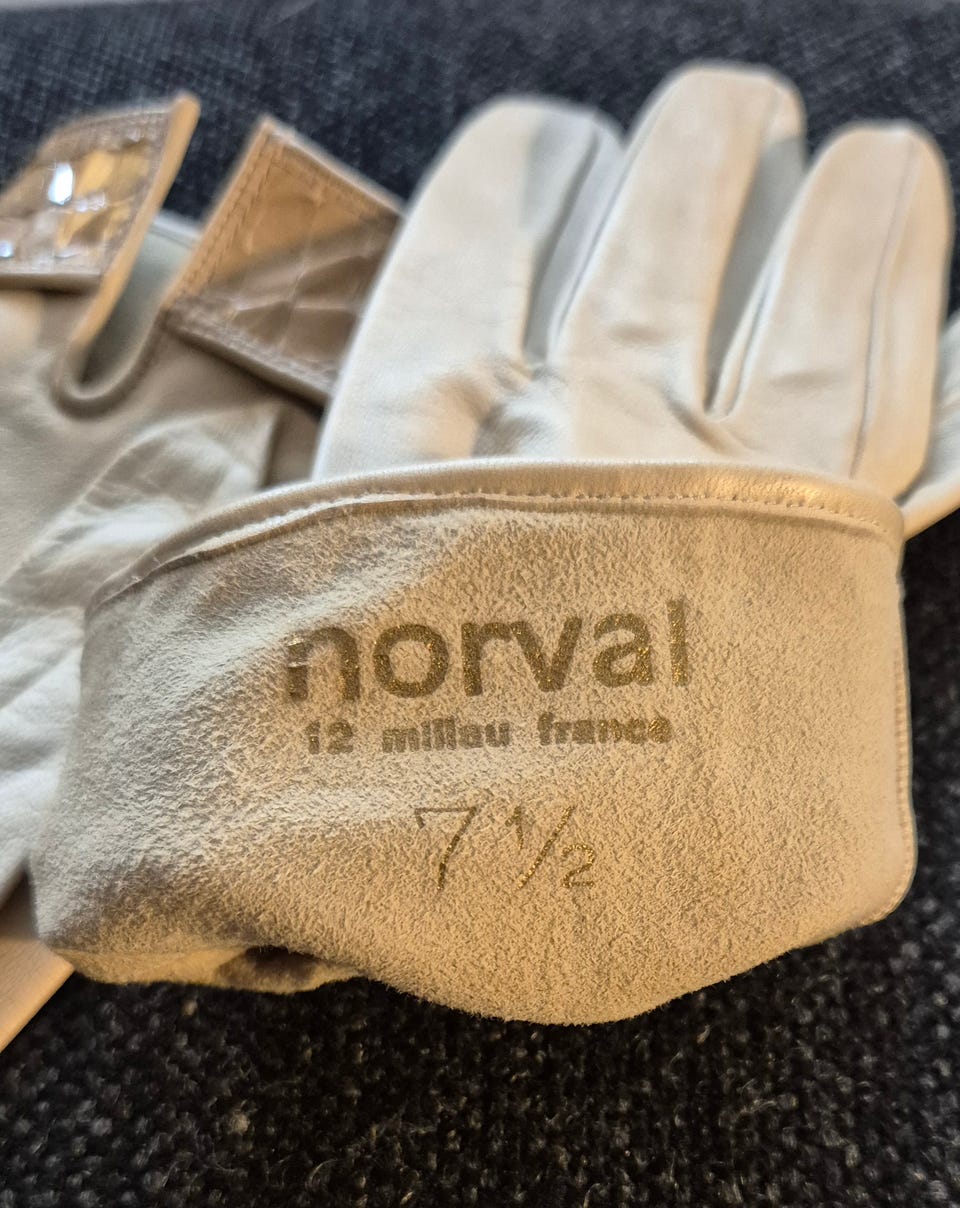 norval
12 millau france
7 1/2